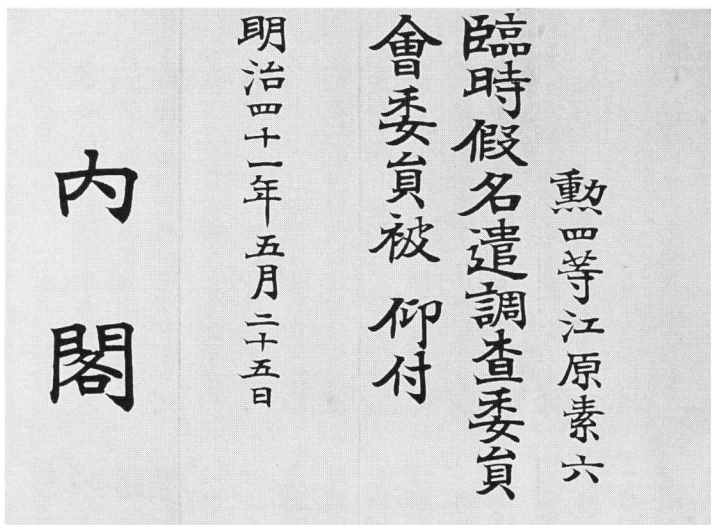 勲四等江原素六
臨時假名遣調査委員
會委員被 仰付
明治四十一年五月二十五日
内閣